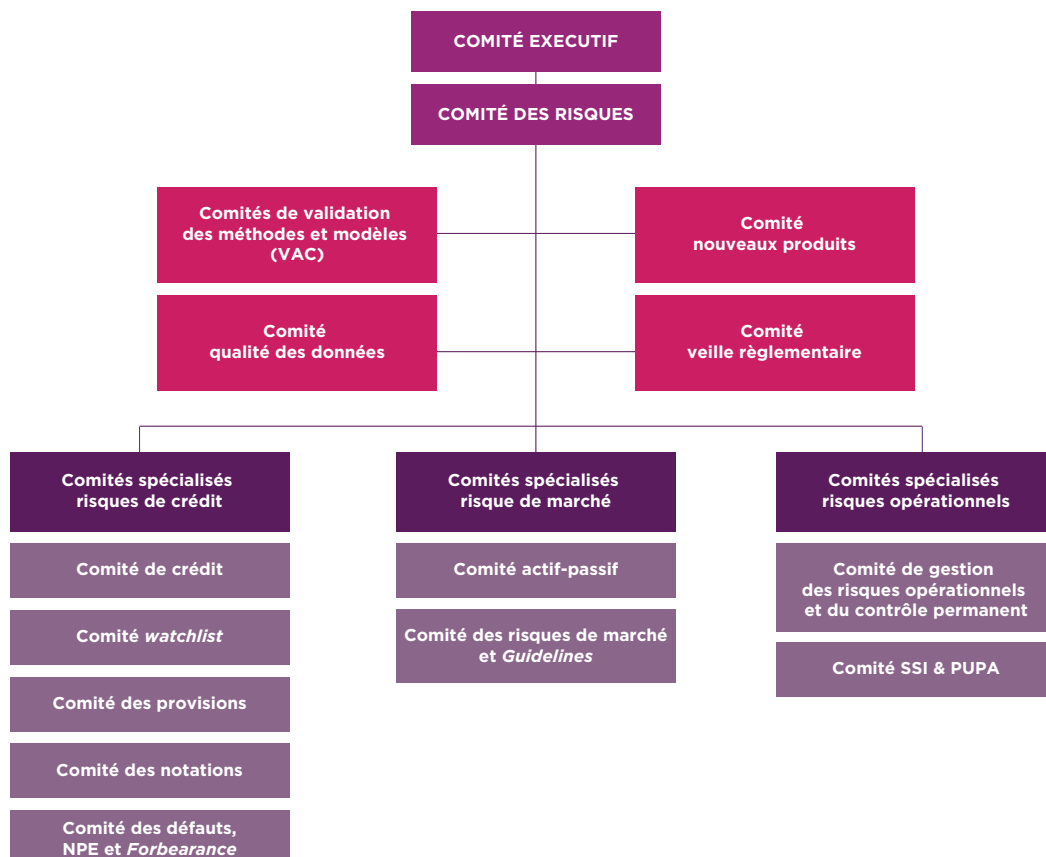 COMITÉ EXECUTIF
COMITÉ DES RISQUES
Comités de validation
des méthodes et modèles
(VAC)
Comité
nouveaux produits
Comité
qualité des données
Comité
veille règlementaire
Comités spécialisés
risques de crédit
Comité de crédit
Comité watchlist
Comité des provisions
Comité des notations
Comité des défauts,
NPE et Forbearance
Comités spécialisés
risque de marché
Comité actif-passif
Comité des risques de marché
et Guidelines
Comités spécialisés
risques opérationnels
Comité de gestion
des risques opérationnels
et du contrôle permanent
Comité SSI & PUPA